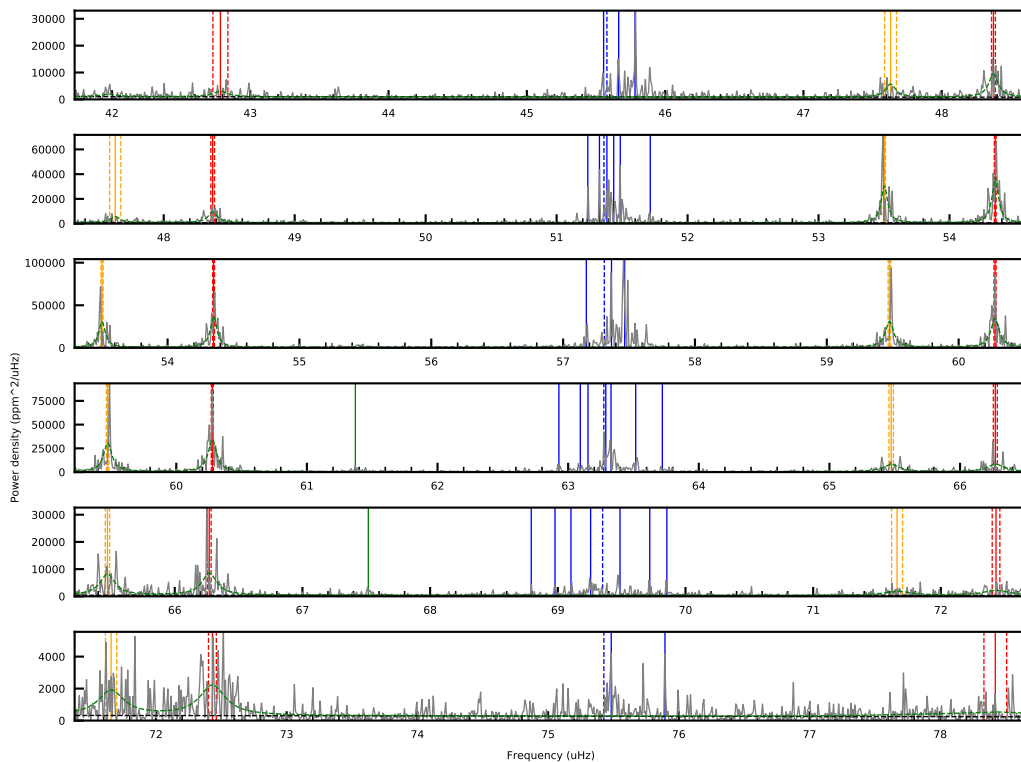 30000
20000
10000
0
42 43 44 45 46 47 48
60000
40000
20000
0
48 49 50 51 52 53 54
100000
50000
0
54 55 56 57 58 59 60
Power density (ppm^2/uHz)
75000
50000
25000
0
60 61 62 63 64 65 66
30000
20000
10000
0
66 67 68 69 70 71 72
4000
2000
0
72 73 74 75 76 77 78
Frequency (uHz)